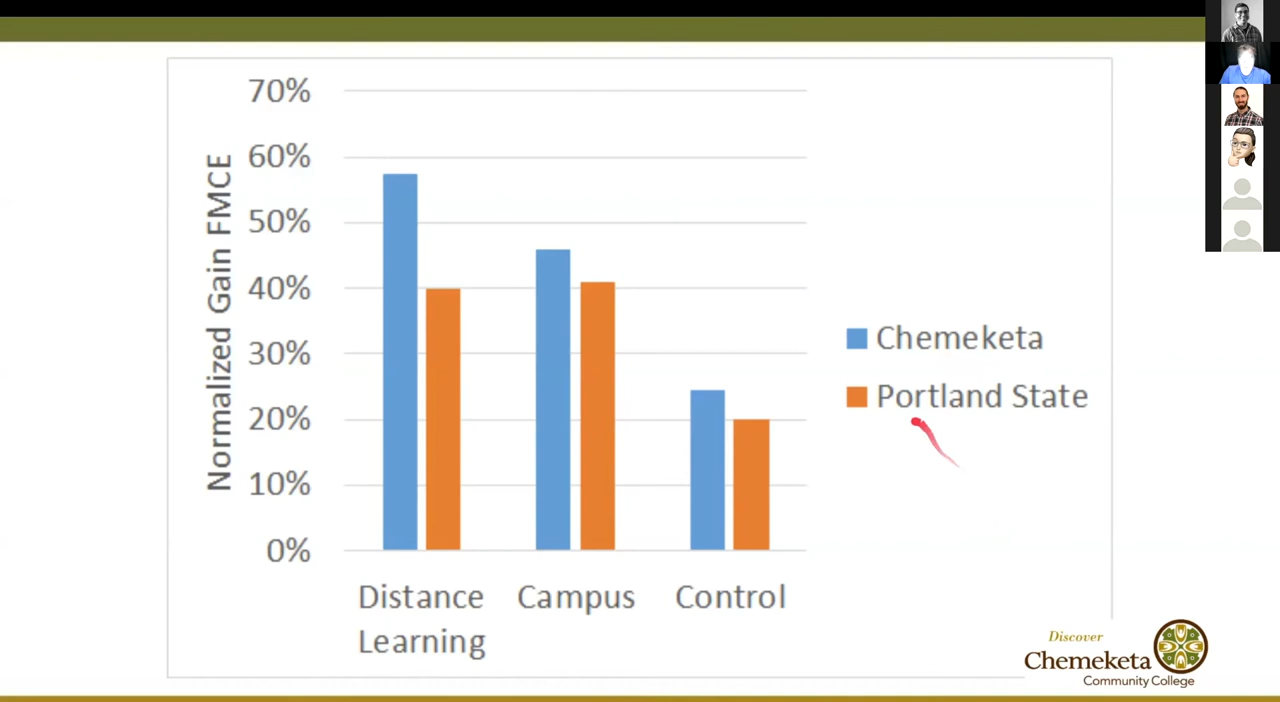 70%
60%
50%
40%
30%
20%
10%
0%
Normalized Gain FMCE
Distance
Learning
Campus
Control
Chemeketa
Portland State
Discover
Chemeketa
Community College